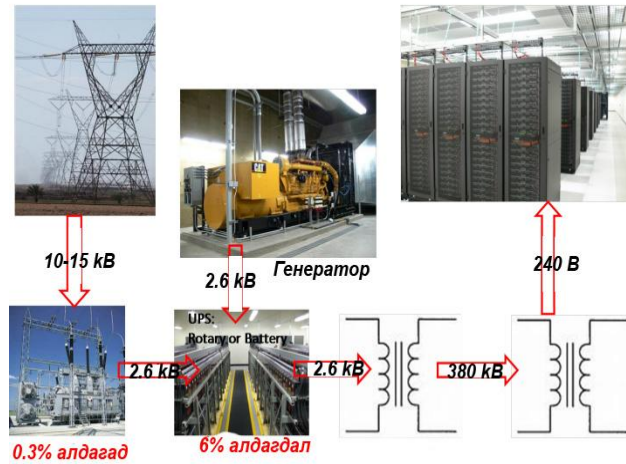 CAT
10-15 kB
Генератор
2.6 kB
240 B
UPS:
Rotary or Battery
2.6 kB
2.6 kB
380 kB
0.3% алдагад
6% алдагдал